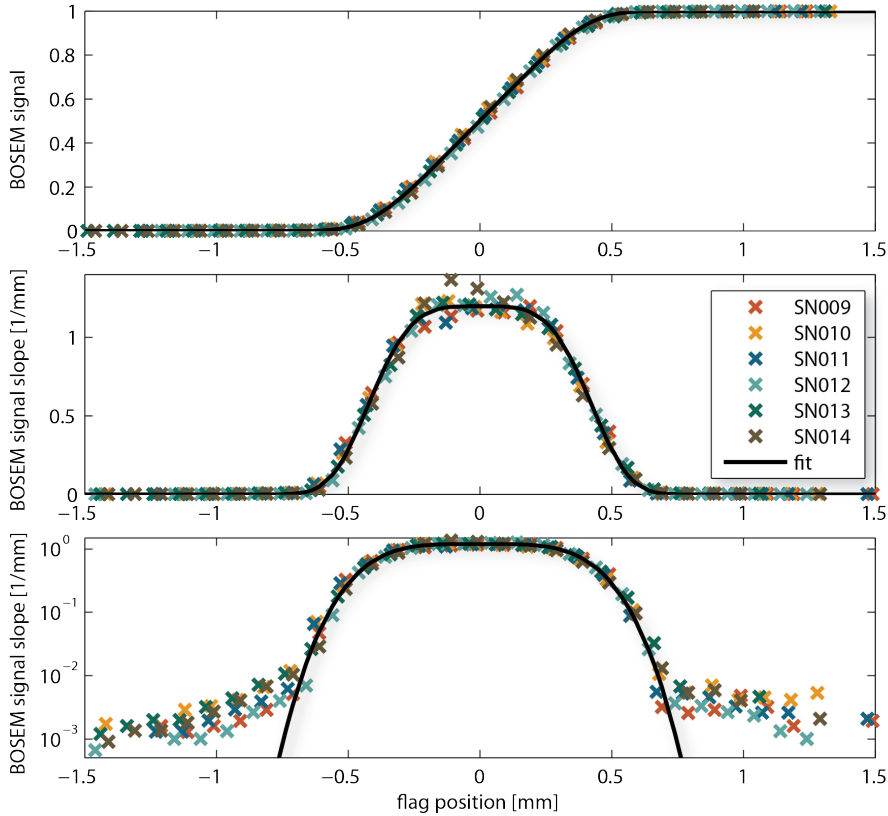 BOSEM signal
1
0.8
0.6
0.4
0.2
0
−1.5 −1 −0.5 0 0.5 1 1.5
BOSEM signal slope [1/mm]
1
0.5
0
−1.5 −1 −0.5 0 0.5 1 1.5
SN009
SN010
SN011
SN012
SN013
SN014
fit
BOSEM signal slope [1/mm]
10⁰
10⁻¹
10⁻²
10⁻³
−1.5 −1 −0.5 0 0.5 1 1.5
flag position [mm]